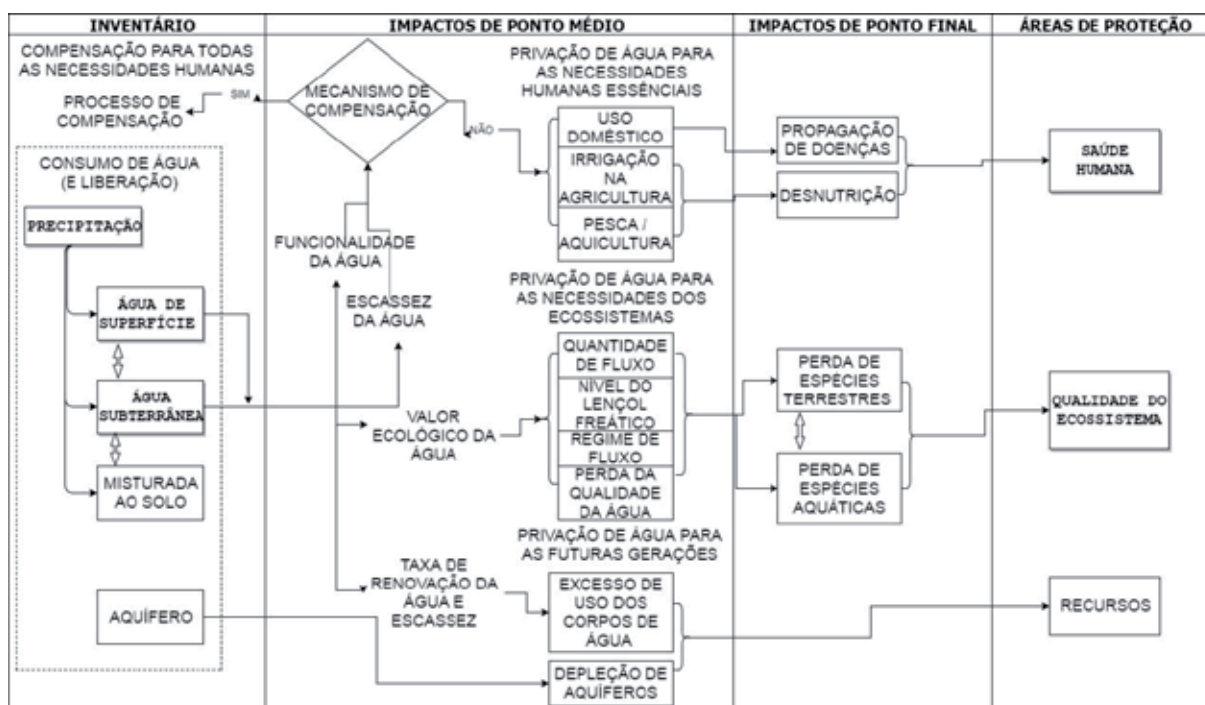 INVENTÁRIO
IMPACTOS DE PONTO MÉDIO
IMPACTOS DE PONTO FINAL
ÁREAS DE PROTEÇÃO
COMPENSAÇÃO PARA TODAS
AS NECESSIDADES HUMANAS
PROCESSO DE
COMPENSAÇÃO
SIM
MECANISMO DE
COMPENSAÇÃO
NÃO
CONSUMO DE ÁGUA
(E LIBERAÇÃO)
PRECIPITAÇÃO
ÁGUA DE
SUPERFÍCIE
ÁGUA
SUBTERRÂNEA
MISTURADA
AO SOLO
AQUÍFERO
FUNCIONALIDADE
DA ÁGUA
ESCASSEZ
DA ÁGUA
VALOR
ECOLÓGICO DA
ÁGUA
TAXA DE
RENOVAÇÃO DA
ÁGUA E
ESCASSEZ
PRIVAÇÃO DE ÁGUA PARA
AS NECESSIDADES
HUMANAS ESSÊNCIAIS
USO
DOMÉSTICO
IRRIGAÇÃO
NA
AGRICULTURA
PESCA /
AQUICULTURA
PRIVAÇÃO DE ÁGUA PARA
AS NECESSIDADES DOS
ECOSSISTEMAS
QUANTIDADE
DE FLUXO
NÍVEL DO
LENÇOL
FREÁTICO
REGIME DE
FLUXO
PERDA DA
QUALIDADE
DA ÁGUA
PRIVAÇÃO DE ÁGUA PARA
AS FUTURAS GERAÇÕES
EXCESSO DE
USO DOS
CORPOS DE
ÁGUA
DEPLEÇÃO DE
AQUÍFEROS
PROPAGAÇÃO
DE DOENÇAS
DESNUTRIÇÃO
PERDA DE
ESPÉCIES
TERRESTRES
PERDA DE
ESPÉCIES
AQUÁTICAS
SAÚDE
HUMANA
QUALIDADE DO
ECOSSISTEMA
RECURSOS